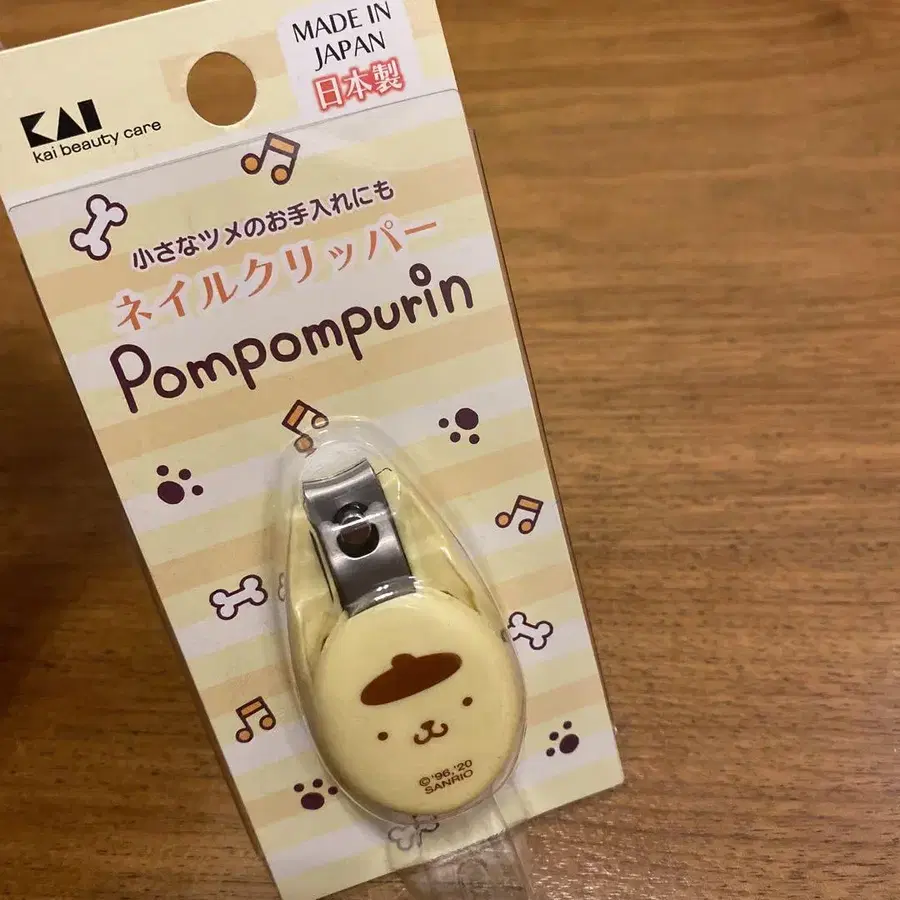 MADE IN
JAPAN
日本製
KAI
kai beauty care
小さなツメのお手入れにも
ネイルクリッパー
Pompompurin
©'96,'20
SANRIO